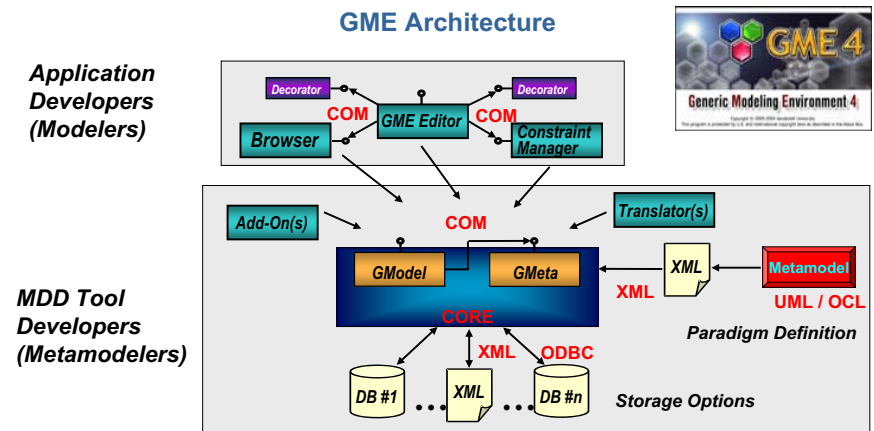 GME Architecture
GME 4
Generic Modeling Environment 4
Application
Developers
(Modelers)
Decorator
Decorator
COM
GME Editor
COM
Browser
Constraint
Manager
Add-On(s)
COM
Translator(s)
GModel
GMeta
XML
Metamodel
XML
UML / OCL
MDD Tool
Developers
(Metamodelers)
CORE
Paradigm Definition
XML
ODBC
DB #1
XML
DB #n
Storage Options